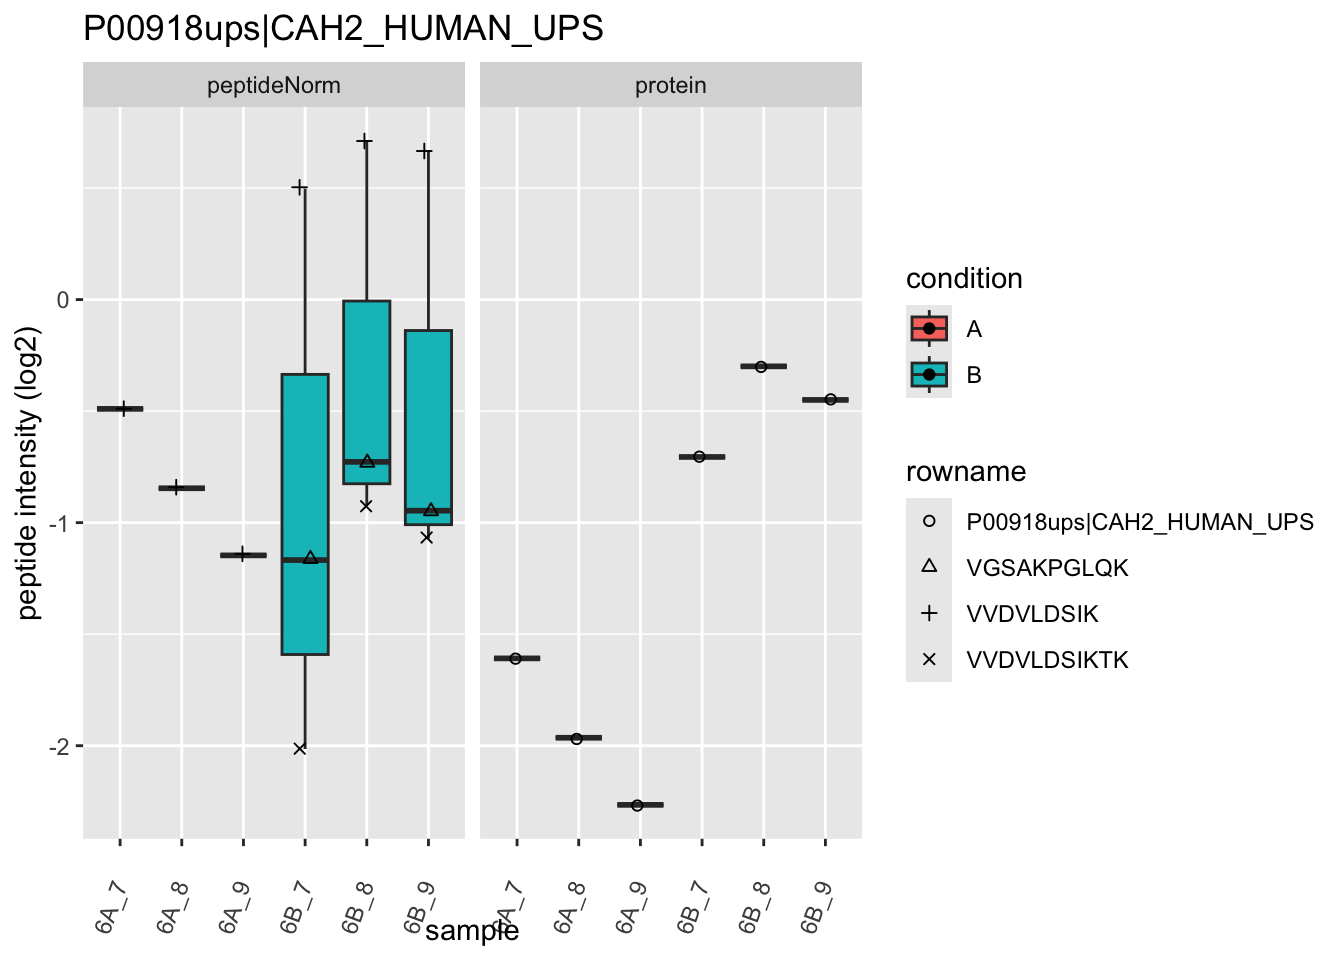 P00918ups|CAH2_HUMAN_UPS
peptideNorm
protein
peptide intensity (log2)
0
-1
-2
6A_7
6A_8
6A_9
6B_7
6B_8
6B_9
6A_7
6A_8
6A_9
6B_7
6B_8
6B_9
sample
condition
A
B
rowname
P00918ups|CAH2_HUMAN_UPS
VGSAKPGLQK
VVDVLDSIK
VVDVLDSIKTK